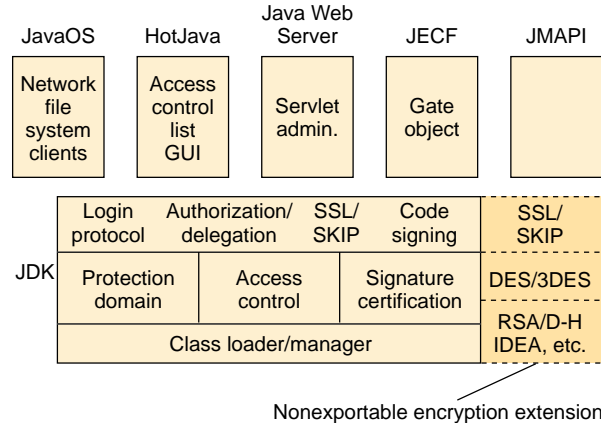 Java Web
JavaOS HotJava Server JECF JMAPI
Network
file
system
clients
Access
control
list
GUI
Servlet
admin.
Gate
object
Login
protocol
Authorization/
delegation
SSL/
SKIP
Code
signing
SSL/
SKIP
JDK
Protection
domain
Access
control
Signature
certification
DES/3DES
Class loader/manager
RSA/D-H
IDEA, etc.
Nonexportable encryption extension